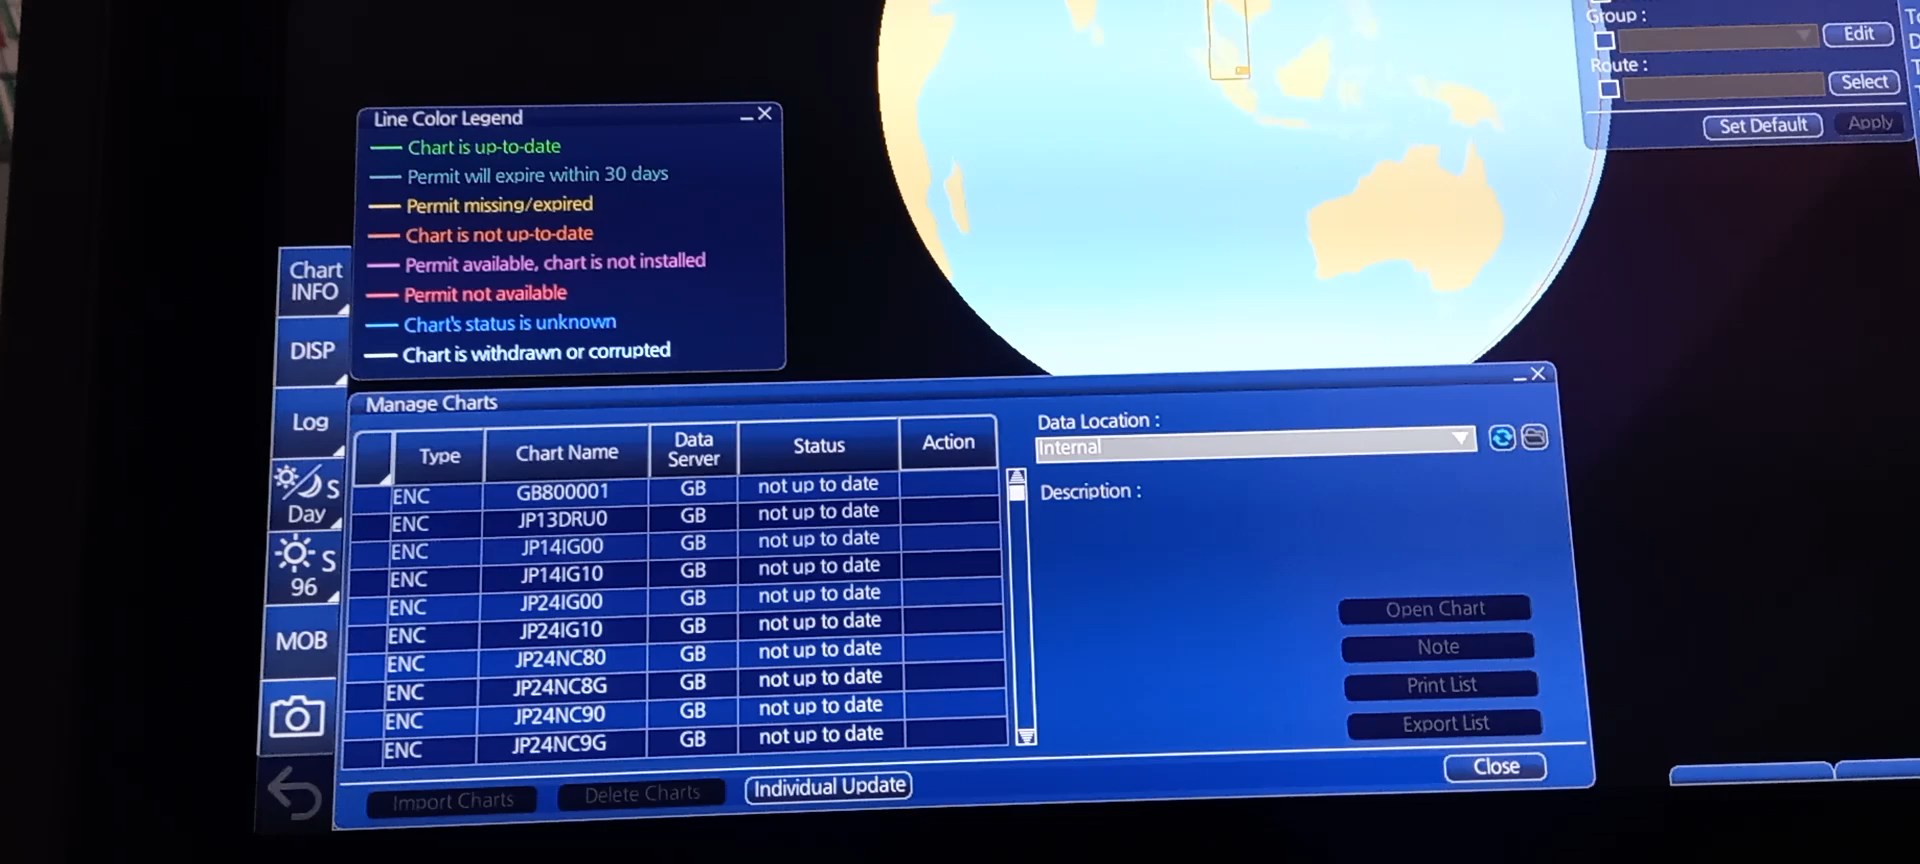 Group :
Edit
Route :
Select
Set Default
Apply
Line Color Legend
Chart is up-to-date
Permit will expire within 30 days
Permit missing/expired
Chart is not up-to-date
Permit available, chart is not installed
Permit not available
Chart's status is unknown
Chart is withdrawn or corrupted
Chart
INFO
DISP
Log
S
Day
S
96
MOB
Manage Charts
Type Chart Name Data Server Status Action
ENC GB800001 GB not up to date
ENC JP13DRU0 GB not up to date
ENC JP14IG00 GB not up to date
ENC JP14IG10 GB not up to date
ENC JP24IG00 GB not up to date
ENC JP24IG10 GB not up to date
ENC JP24NC80 GB not up to date
ENC JP24NC8G GB not up to date
ENC JP24NC90 GB not up to date
ENC JP24NC9G GB not up to date
Data Location :
Internal
Description :
Open Chart
Note
Print List
Export List
Close
Import Charts
Delete Charts
Individual Update